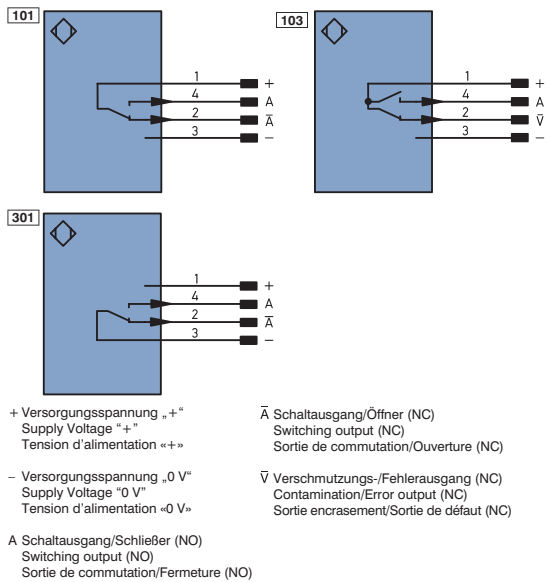 101
1 +
4 A
2 A̅
3 –
103
1 +
4 A
2 V̅
3 –
301
1 +
4 A
2 A̅
3 –
+ Versorgungsspannung „+“
Supply Voltage “+”
Tension d’alimentation «+»
– Versorgungsspannung „0 V“
Supply Voltage “0 V”
Tension d’alimentation «0 V»
A Schaltausgang/Schließer (NO)
Switching output (NO)
Sortie de commutation/Fermeture (NO)
A̅ Schaltausgang/Öffner (NC)
Switching output (NC)
Sortie de commutation/Ouverture (NC)
V̅ Verschmutzungs-/Fehlerausgang (NC)
Contamination/Error output (NC)
Sortie encrasement/Sortie de défaut (NC)